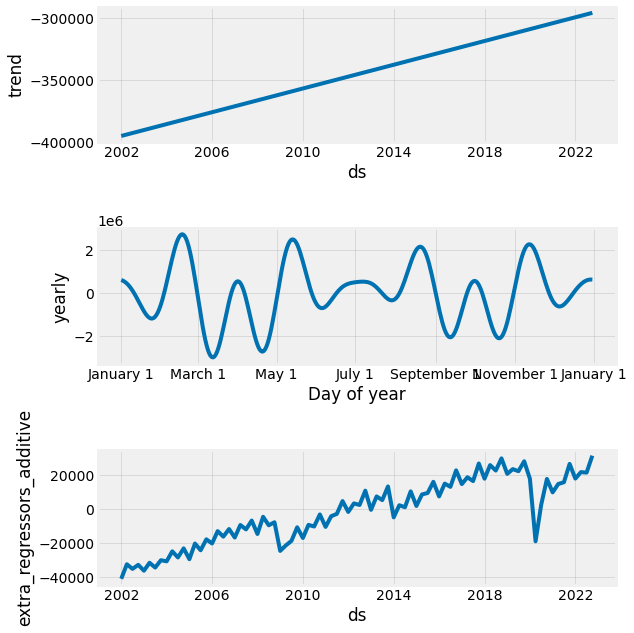 −300000
−350000
−400000
trend
2002 2006 2010 2014 2018 2022
ds
1e6
2
0
−2
yearly
January 1 March 1 May 1 July 1 September 1 November 1 January 1
Day of year
20000
0
−20000
−40000
extra_regressors_additive
2002 2006 2010 2014 2018 2022
ds